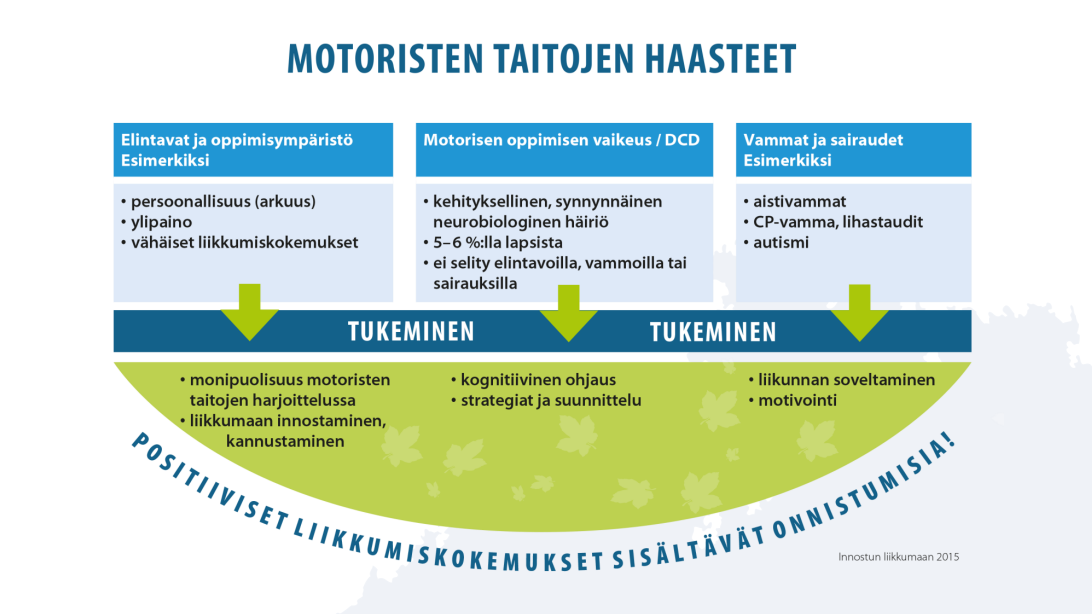 MOTORISTEN TAITOJEN HAASTEET
Elintavat ja oppimisympäristö
Esimerkiksi
• persoonallisuus (arkuus)
• ylipaino
• vähäiset liikkumiskokemukset
Motorisen oppimisen vaikeus / DCD
• kehityksellinen, synnynnäinen
neurobiologinen häiriö
• 5–6 %:lla lapsista
• ei selity elintavoilla, vammoilla tai
sairauksilla
Vammat ja sairaudet
Esimerkiksi
• aistivammat
• CP-vamma, lihastaudit
• autismi
TUKEMINEN
TUKEMINEN
• monipuolisuus motoristen
taitojen harjoittelussa
• liikkumaan innostaminen,
kannustaminen
• kognitiivinen ohjaus
• strategiat ja suunnittelu
• liikunnan soveltaminen
• motivointi
POSITIIVISET LIIKKUMISKOKEMUKSET SISÄLTÄVÄT ONNISTUMISIA!
Innostun liikkumaan 2015